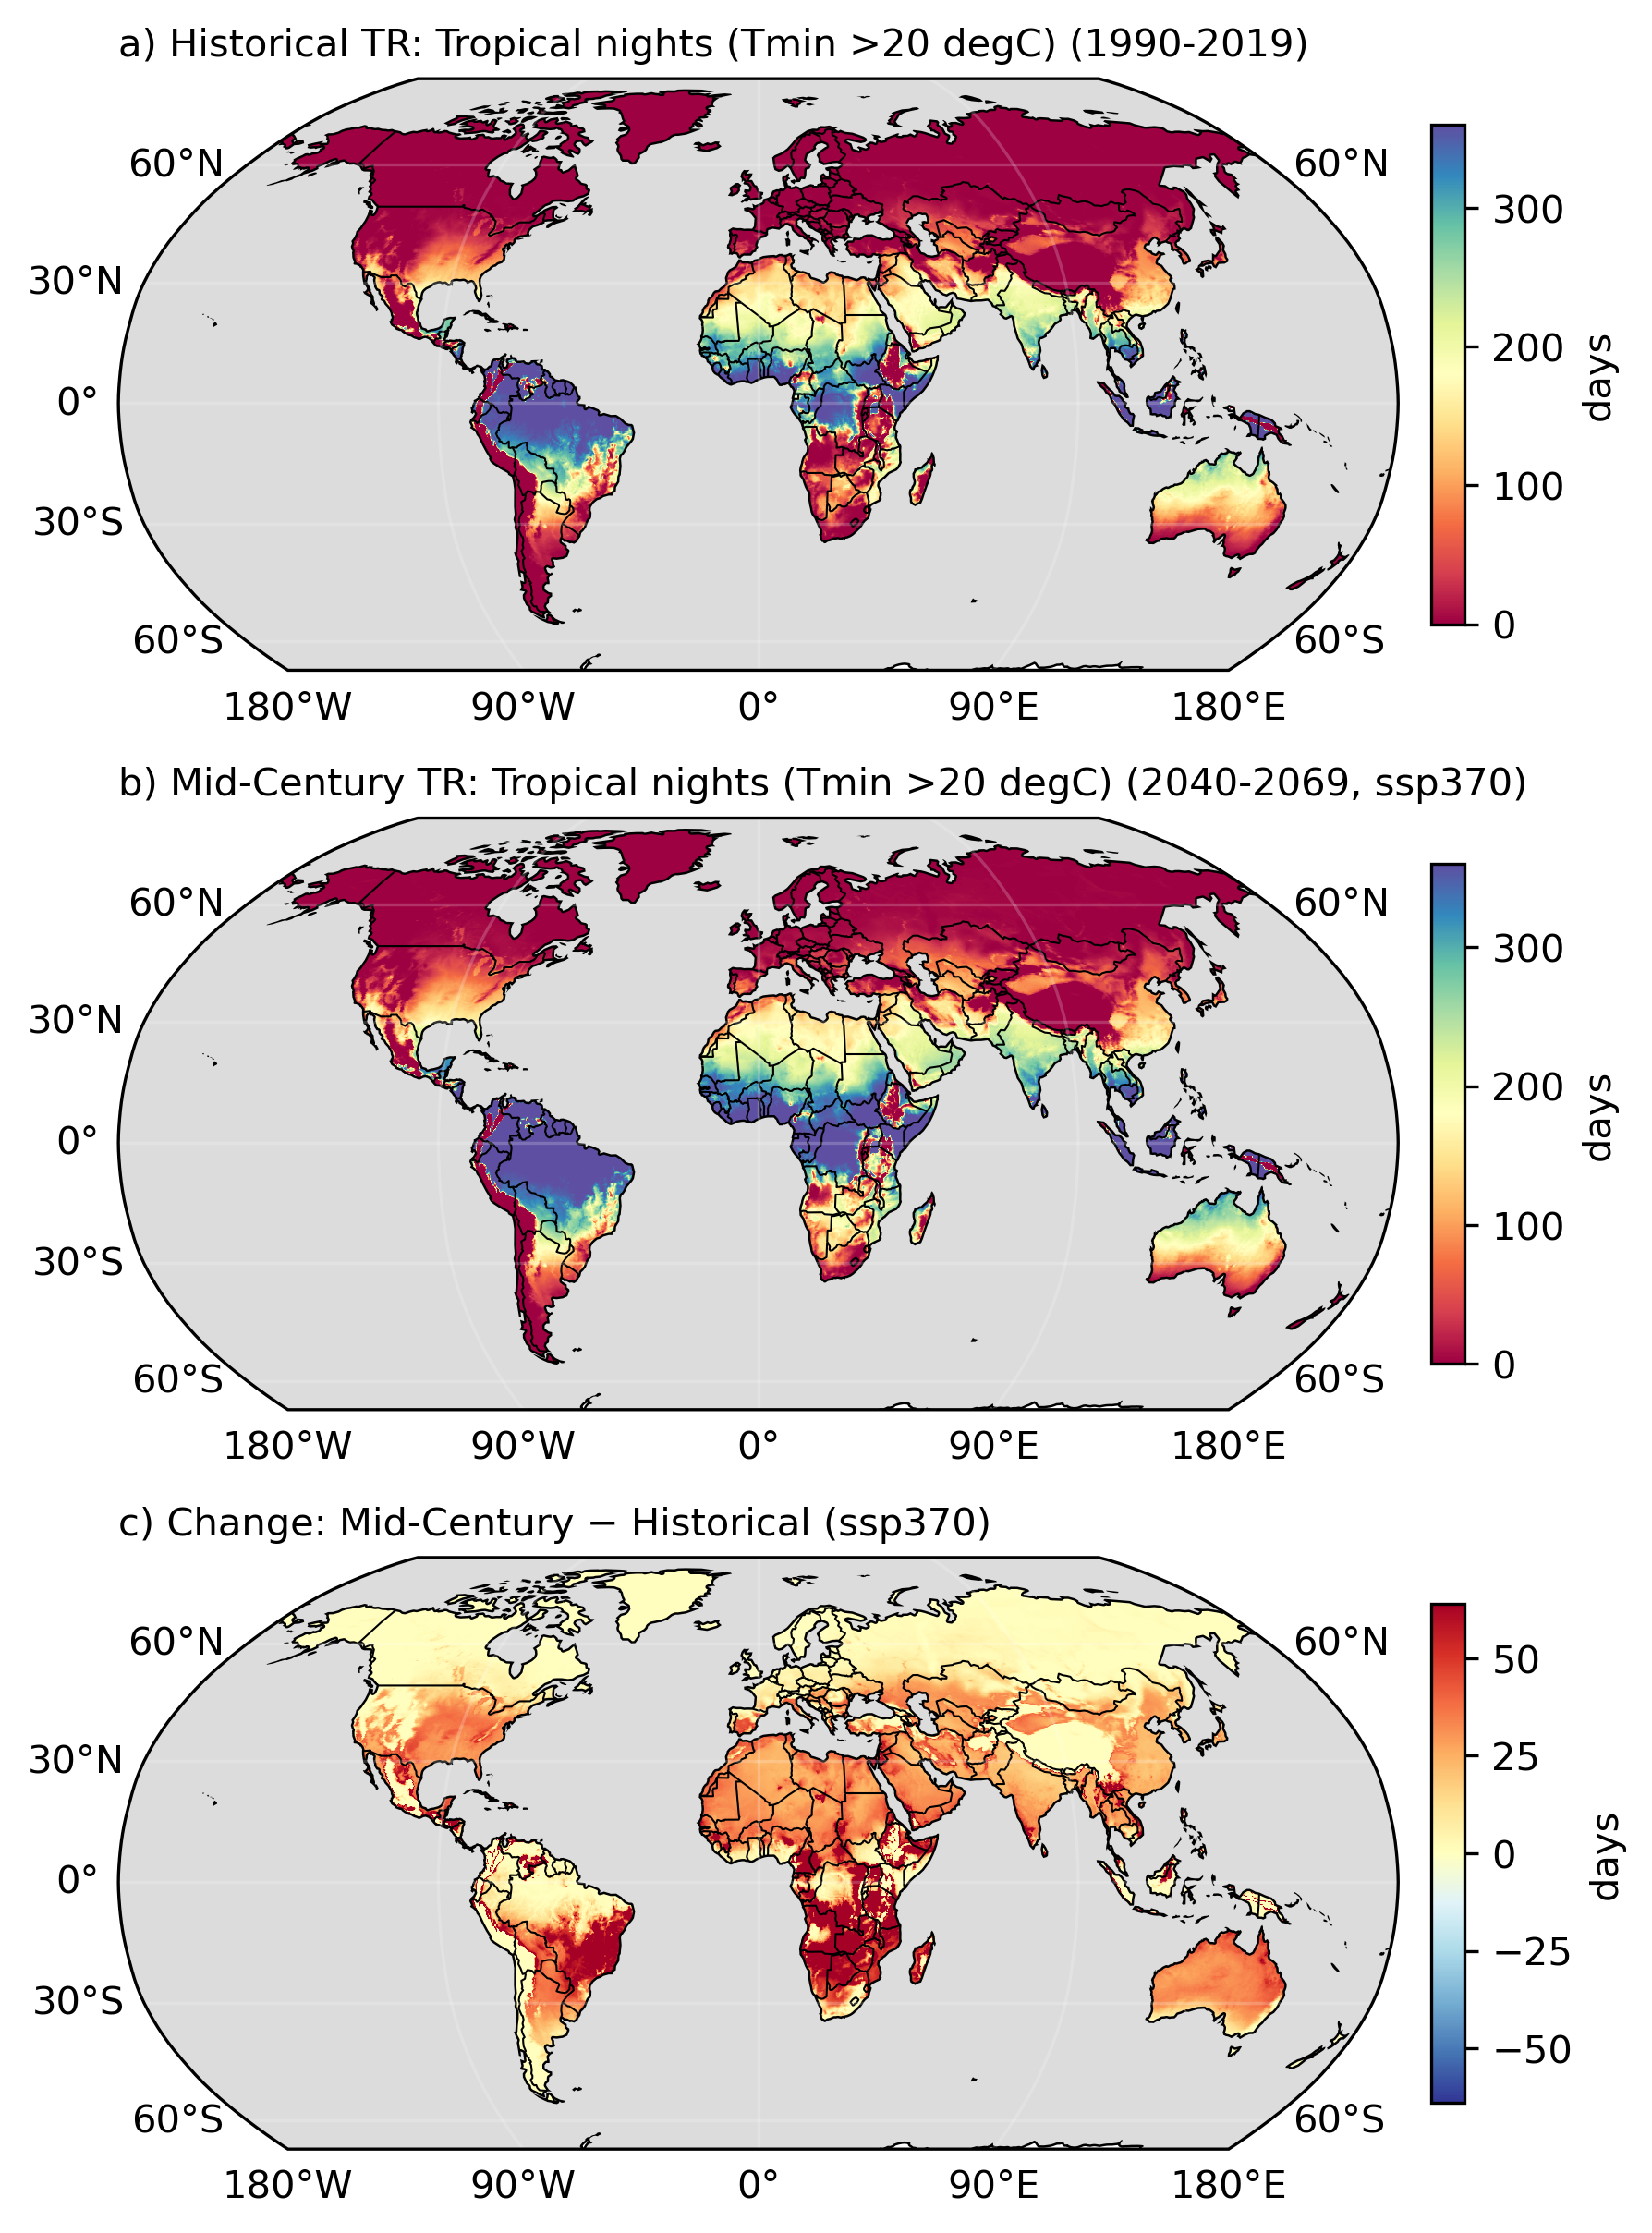 a) Historical TR: Tropical nights (Tmin >20 degC) (1990-2019)
60°N
60°N
30°N
0°
30°S
60°S
60°S
180°W
90°W
0°
90°E
180°E
300
200
100
0
days
b) Mid-Century TR: Tropical nights (Tmin >20 degC) (2040-2069, ssp370)
60°N
60°N
30°N
0°
30°S
60°S
60°S
180°W
90°W
0°
90°E
180°E
300
200
100
0
days
c) Change: Mid-Century − Historical (ssp370)
60°N
60°N
30°N
0°
30°S
60°S
60°S
180°W
90°W
0°
90°E
180°E
50
25
0
−25
−50
days